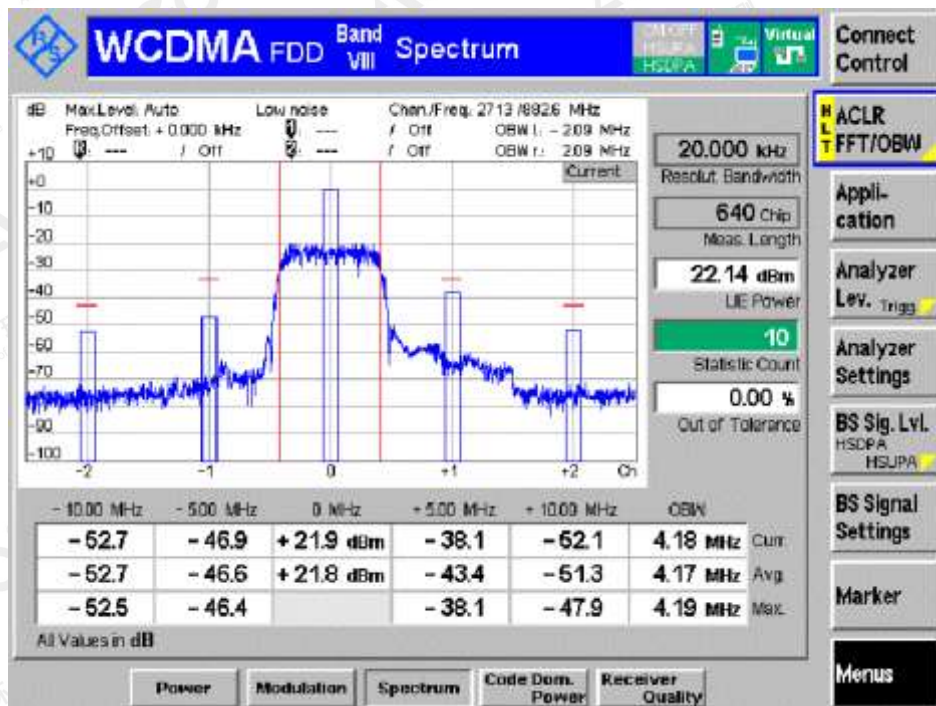 WCDMA FDD Band VIII Spectrum
HSUPA
HSDPA
Virtual
Connect Control
dB Max.Level: Auto Low noise Chan./Freq.: 2713 /882.6 MHz
Freq.Offset: + 0.000 kHz --- / Off OBW l.: - 2.09 MHz
--- / Off --- / Off OBW r.: 2.09 MHz
Current
+10
+0
-10
-20
-30
-40
-50
-60
-70
-90
-100
-2 -1 0 +1 +2 Ch
20.000 kHz
Resolut. Bandwidth
640 Chip
Meas. Length
22.14 dBm
UE Power
10
Statistic Count
0.00 %
Out of Tolerance
HLT ACLR FFT/OBW
Appli-
cation
Analyzer
Lev. Trigg.
Analyzer
Settings
BS Sig. Lvl.
HSDPA
HSUPA
BS Signal
Settings
Marker
Menus
- 10.00 MHz - 5.00 MHz 0 MHz + 5.00 MHz + 10.00 MHz OBW
- 52.7 - 46.9 + 21.9 dBm - 38.1 - 52.1 4.18 MHz Curr.
- 52.7 - 46.6 + 21.8 dBm - 43.4 - 51.3 4.17 MHz Avg.
- 52.5 - 46.4 - 38.1 - 47.9 4.19 MHz Max.
All Values in dB
Power Modulation Spectrum Code Dom. Power Receiver Quality